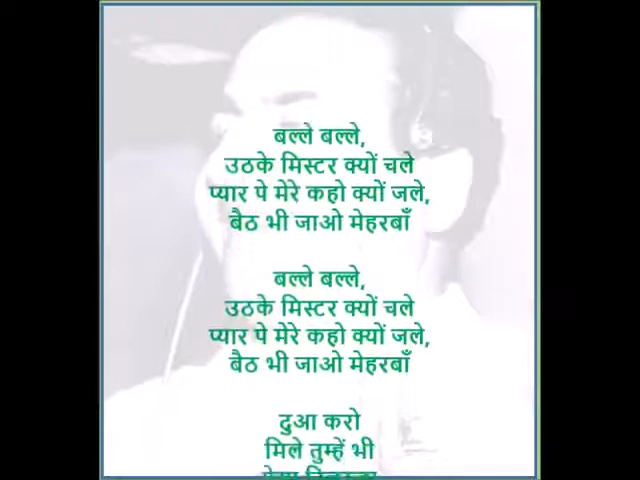 बल्ले बल्ले,
उठके मिस्टर क्यों चले
प्यार पे मेरे कहो क्यों जले,
बैठ भी जाओ मेहरबाँ
बल्ले बल्ले,
उठके मिस्टर क्यों चले
प्यार पे मेरे कहो क्यों जले,
बैठ भी जाओ मेहरबाँ
दुआ करो
मिले तुम्हें भी